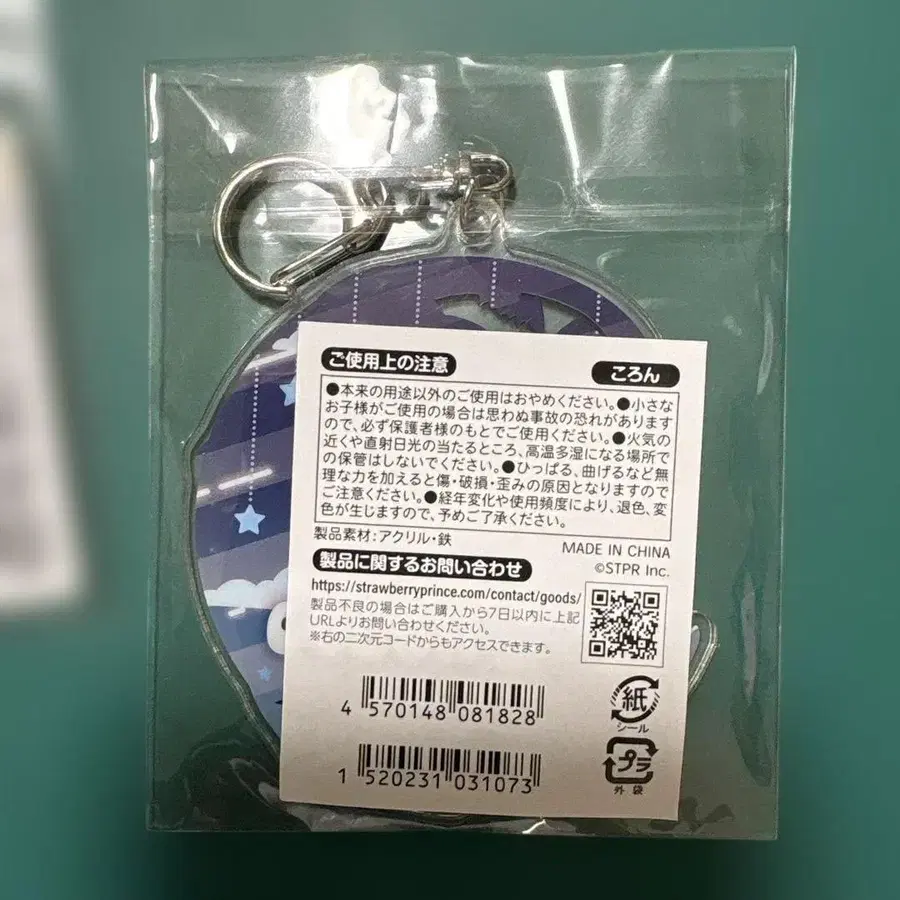 ご使用上の注意
ころん
●本来の用途以外のご使用はおやめください。●小さな
お子様がご使用の場合は思わぬ事故の恐れがあります
ので、必ず保護者様のもとでご使用ください。●火気の
近くや直射日光の当たるところ、高温多湿になる場所で
の保管はしないでください。●ひっぱる、曲げるなど無
理な力を加えると傷・破損・歪みの原因となりますので
ご注意ください。●経年変化や使用頻度により、退色、変
色が生じますので、予めご了承ください。
製品素材：アクリル・鉄
MADE IN CHINA
©STPR Inc.
製品に関するお問い合わせ
https://strawberryprince.com/contact/goods/
製品不良の場合はご購入から7日以内に上記
URLよりお問い合わせください。
※右の二次元コードからもアクセスできます。
4 570148 081828
紙
シール
1 520231 031073
プラ
外袋